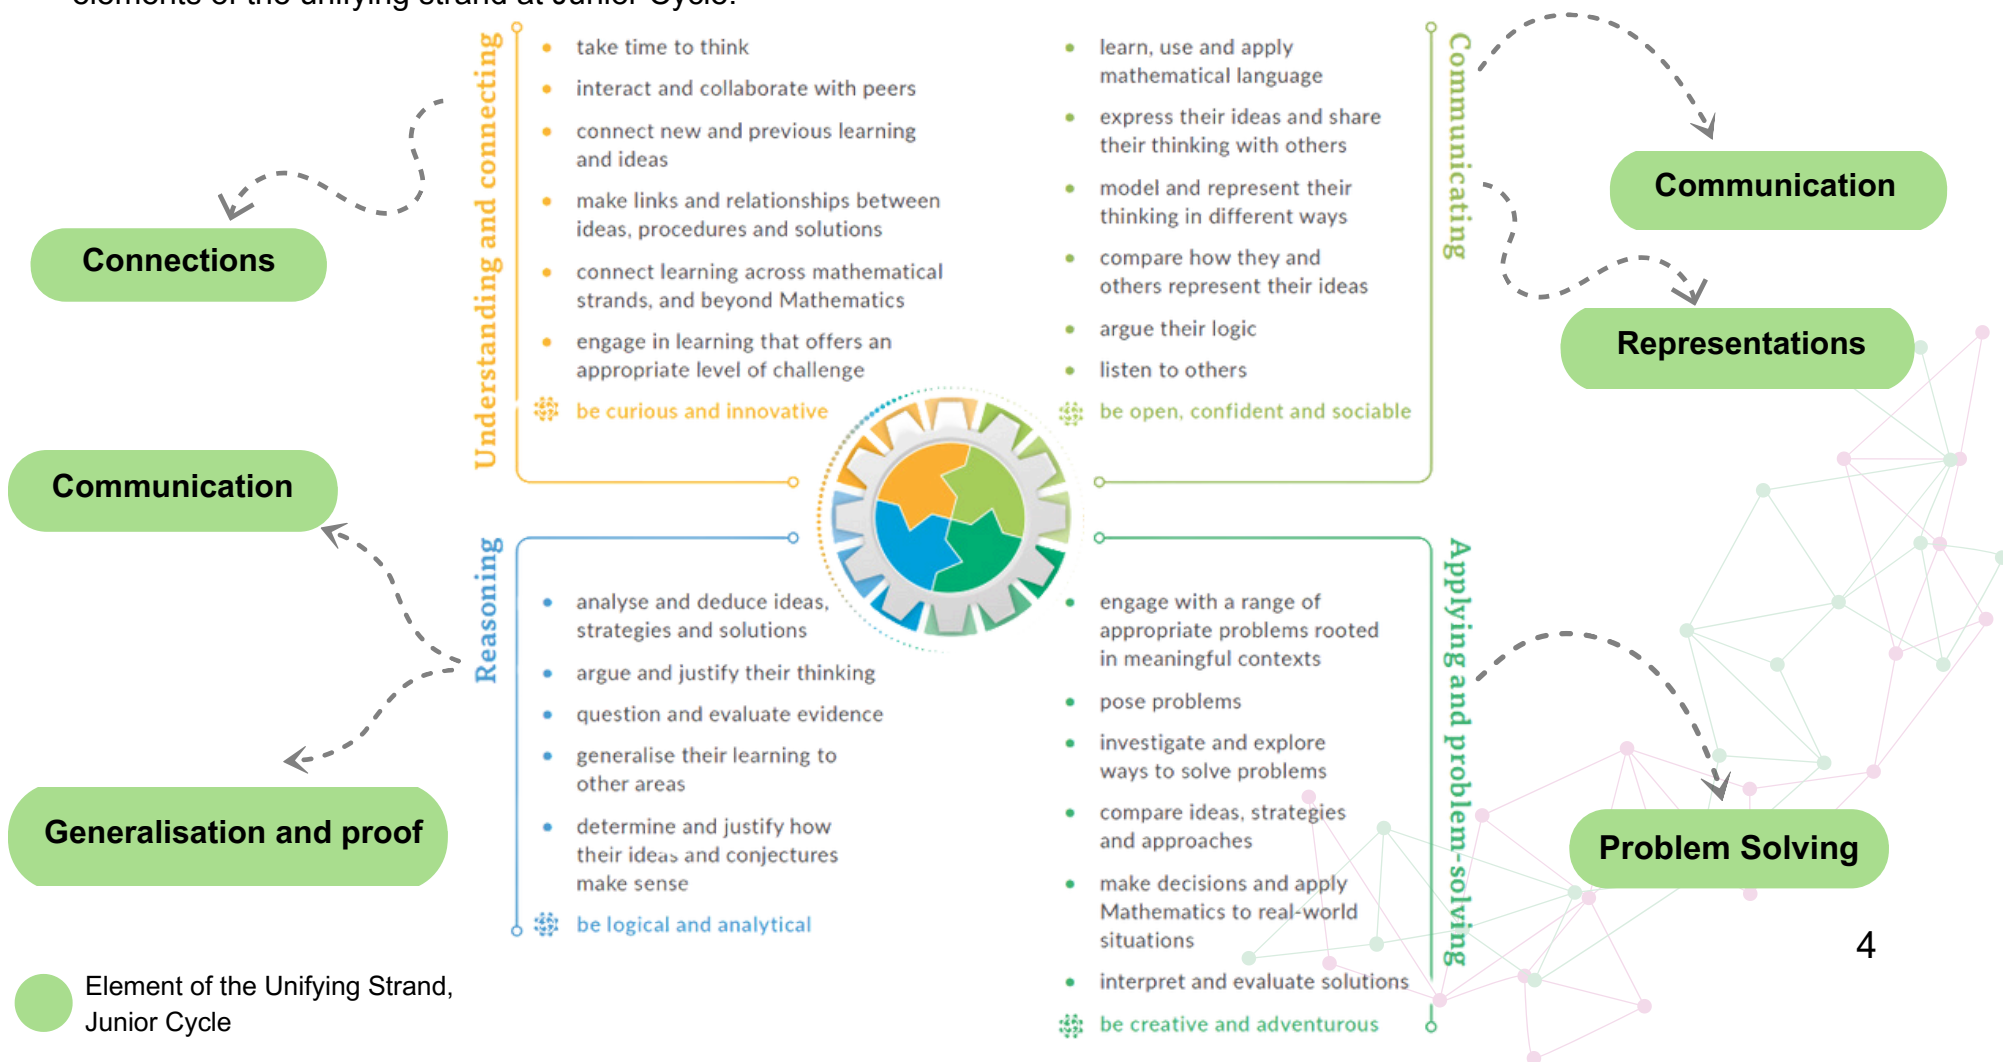 elements of the unifying strand at Junior Cycle.
Understanding and connecting
take time to think
interact and collaborate with peers
connect new and previous learning
and ideas
make links and relationships between
ideas, procedures and solutions
connect learning across mathematical
strands, and beyond Mathematics
engage in learning that offers an
appropriate level of challenge
be curious and innovative
Communicating
learn, use and apply
mathematical language
express their ideas and share
their thinking with others
model and represent their
thinking in different ways
compare how they and
others represent their ideas
argue their logic
listen to others
be open, confident and sociable
Connections
Communication
Representations
Communication
Generalisation and proof
Reasoning
analyse and deduce ideas,
strategies and solutions
argue and justify their thinking
question and evaluate evidence
generalise their learning to
other areas
determine and justify how
their ideas and conjectures
make sense
be logical and analytical
Applying and problem-solving
engage with a range of
appropriate problems rooted
in meaningful contexts
pose problems
investigate and explore
ways to solve problems
compare ideas, strategies
and approaches
make decisions and apply
Mathematics to real-world
situations
interpret and evaluate solutions
be creative and adventurous
Problem Solving
4
Element of the Unifying Strand,
Junior Cycle